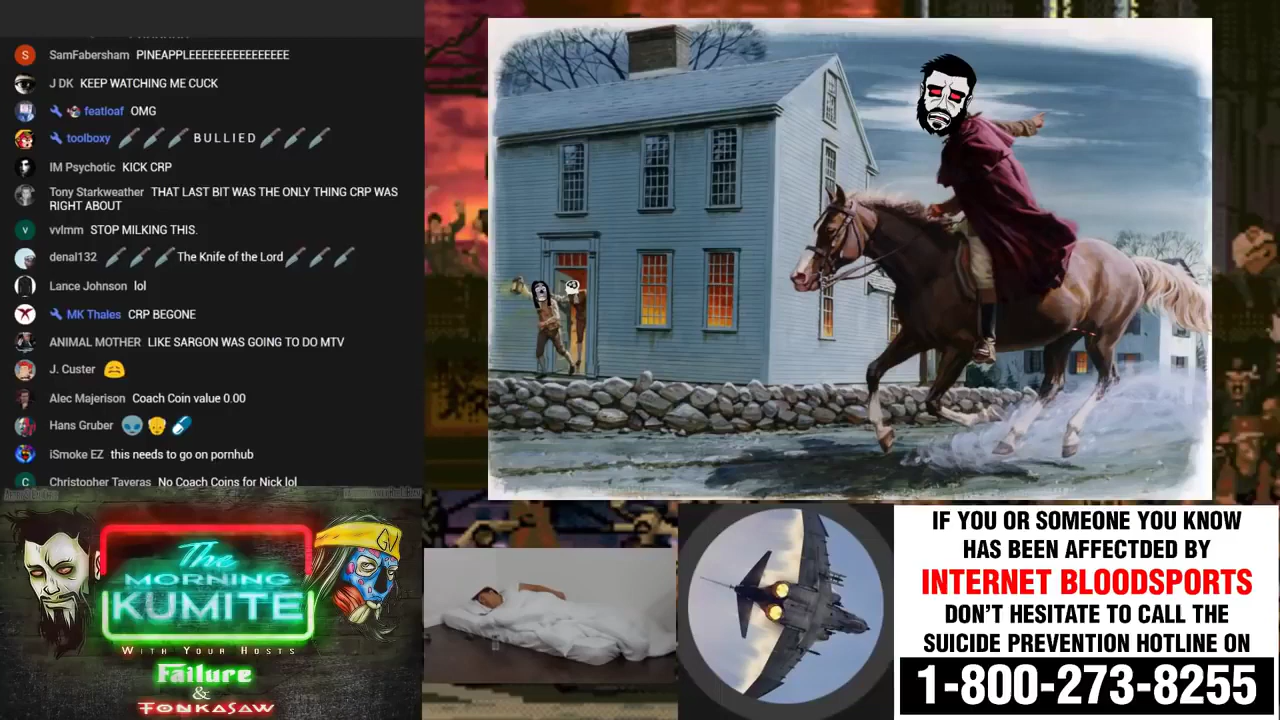 SamFabersham PINEAPPLEEEEEEEEEEEEEEEE
J DK KEEP WATCHING ME CUCK
featloaf OMG
toolboxy B U L L I E D
IM Psychotic KICK CRP
Tony Starkweather THAT LAST BIT WAS THE ONLY THING CRP WAS
RIGHT ABOUT
vvlmm STOP MILKING THIS.
denal132 The Knife of the Lord
Lance Johnson lol
MK Thales CRP BEGONE
ANIMAL MOTHER LIKE SARGON WAS GOING TO DO MTV
J. Custer
Alec Majerison Coach Coin value 0.00
Hans Gruber
iSmoke EZ this needs to go on pornhub
Christopher Taveras No Coach Coins for Nick lol
The
MORNING
KUMITE
WITH YOUR HOSTS
Failure
&
TONKASAW
IF YOU OR SOMEONE YOU KNOW
HAS BEEN AFFECTDED BY
INTERNET BLOODSPORTS
DON'T HESITATE TO CALL THE
SUICIDE PREVENTION HOTLINE ON
1-800-273-8255